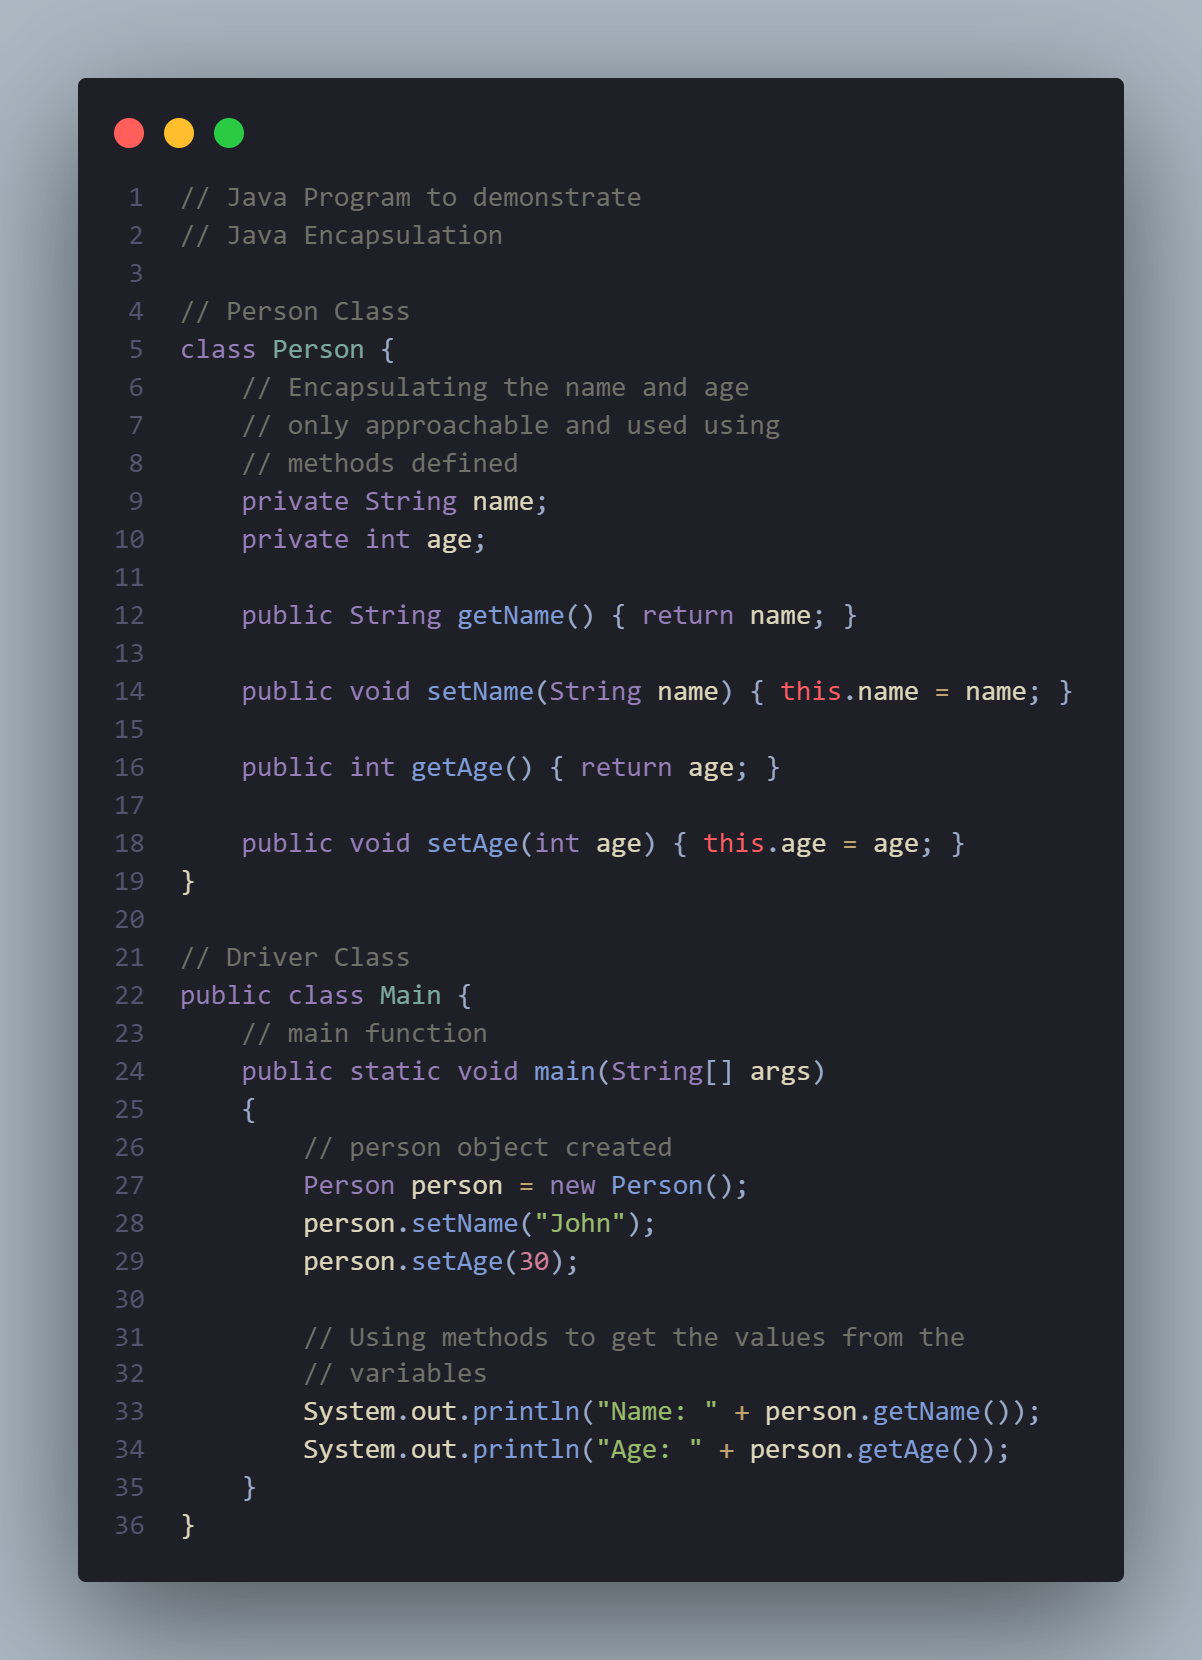 1 // Java Program to demonstrate
2 // Java Encapsulation
3
4 // Person Class
5 class Person {
6     // Encapsulating the name and age
7     // only approachable and used using
8     // methods defined
9     private String name;
10     private int age;
11
12     public String getName() { return name; }
13
14     public void setName(String name) { this.name = name; }
15
16     public int getAge() { return age; }
17
18     public void setAge(int age) { this.age = age; }
19 }
20
21 // Driver Class
22 public class Main {
23     // main function
24     public static void main(String[] args)
25     {
26         // person object created
27         Person person = new Person();
28         person.setName("John");
29         person.setAge(30);
30
31         // Using methods to get the values from the
32         // variables
33         System.out.println("Name: " + person.getName());
34         System.out.println("Age: " + person.getAge());
35     }
36 }